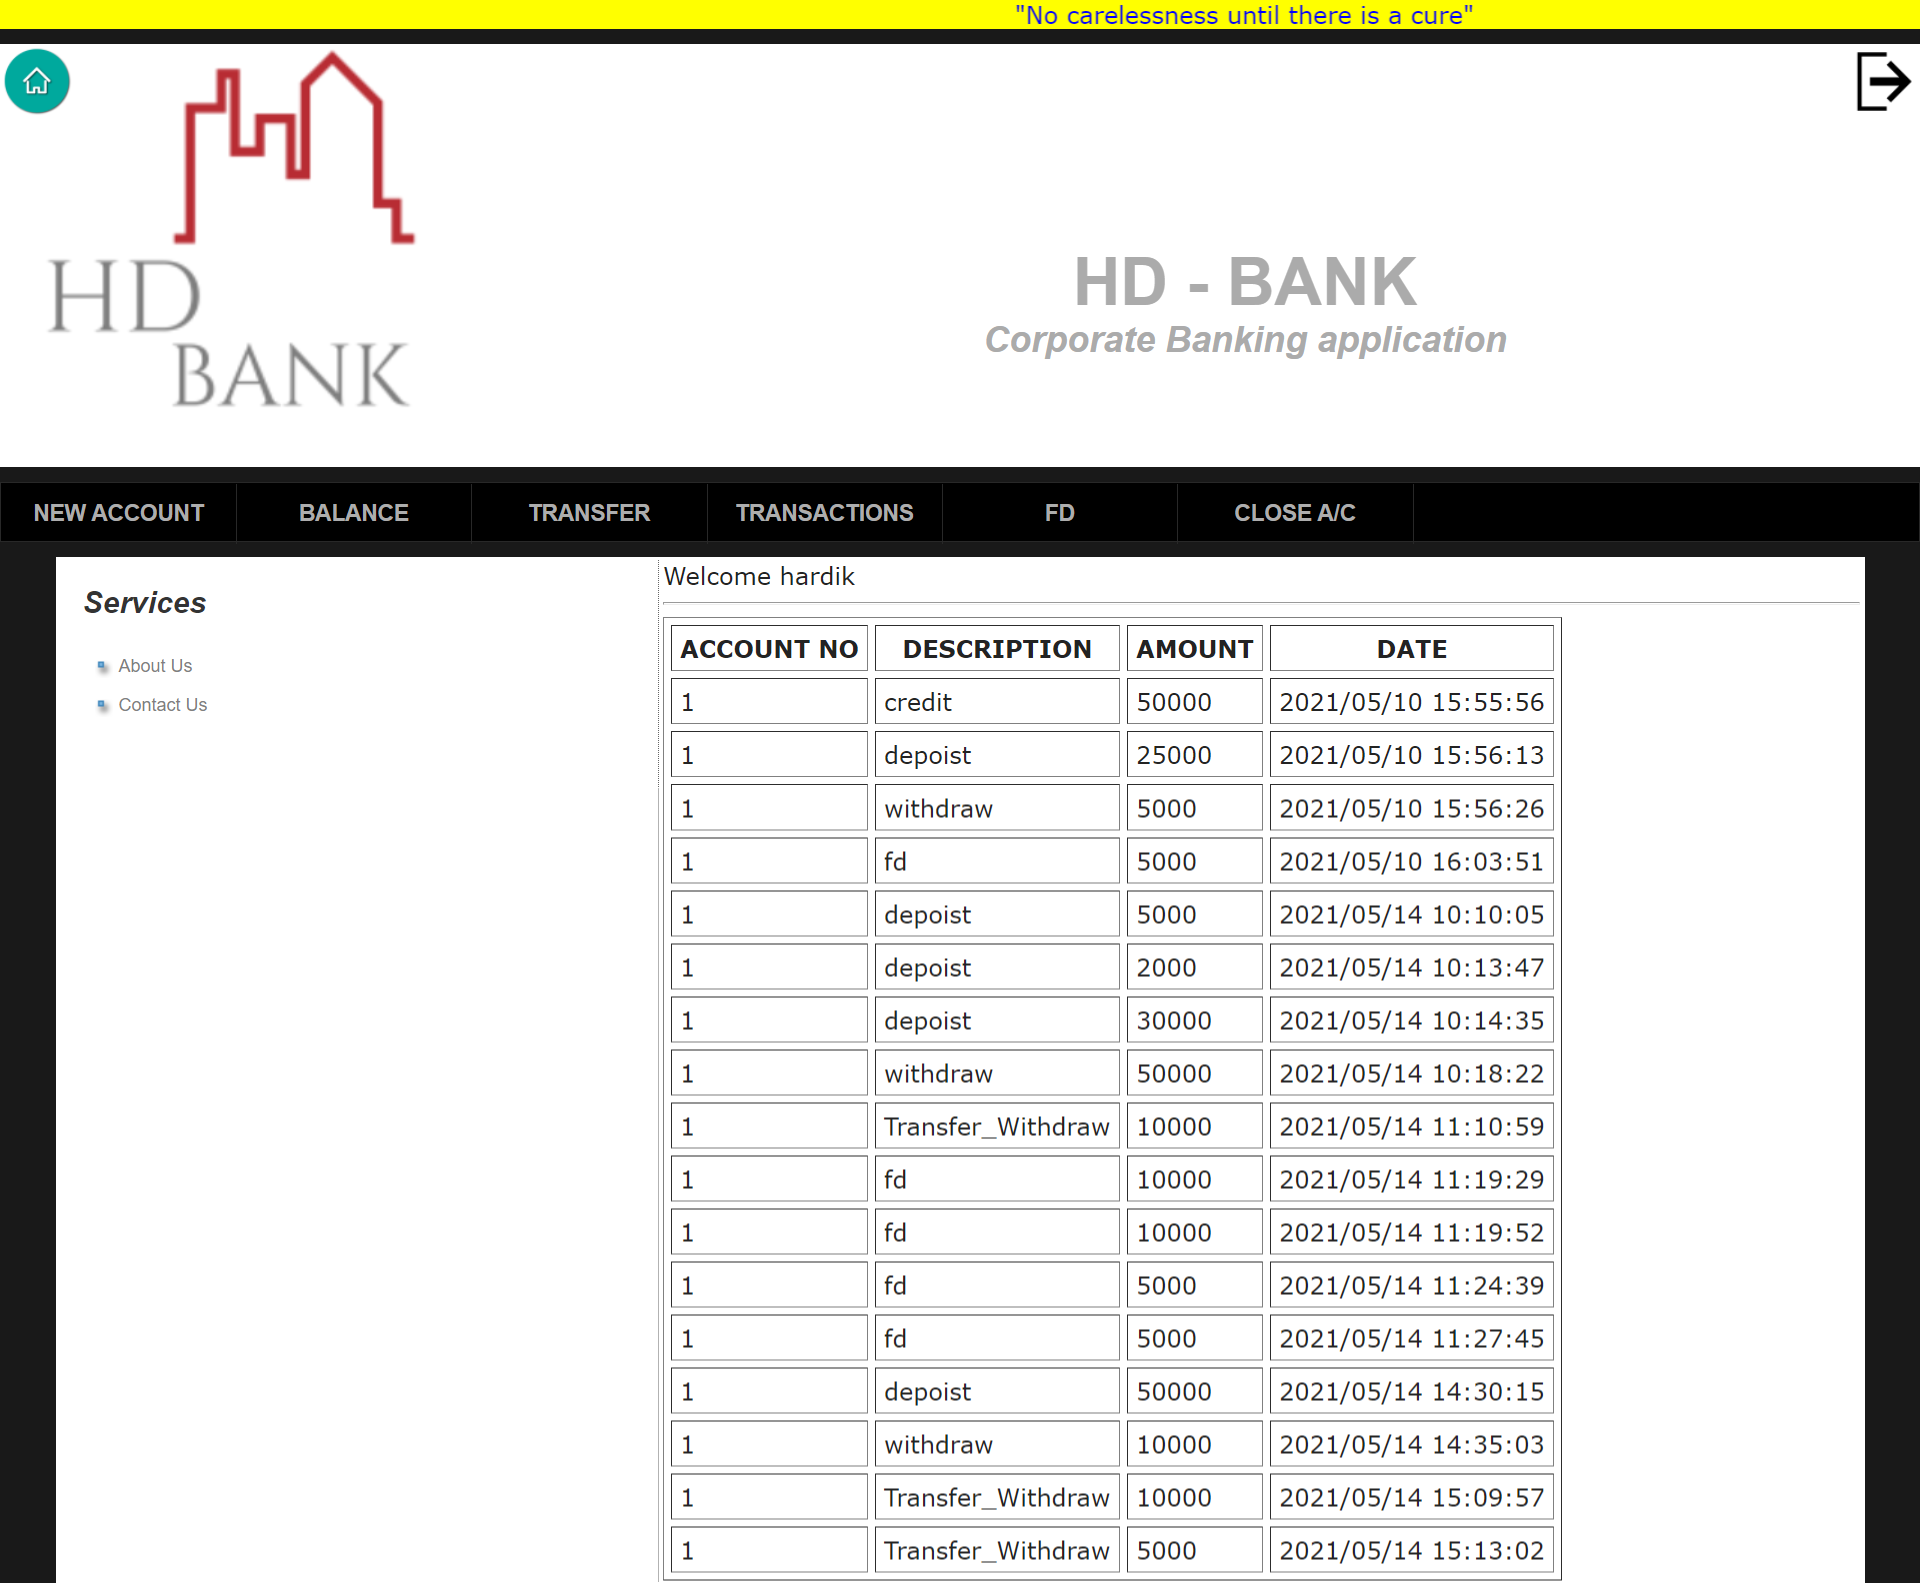 "No carelessness until there is a cure"
HD
BANK
HD - BANK
Corporate Banking application
NEW ACCOUNT BALANCE TRANSFER TRANSACTIONS FD CLOSE A/C
Services
About Us
Contact Us
Welcome hardik
ACCOUNT NO DESCRIPTION AMOUNT DATE
1 credit 50000 2021/05/10 15:55:56
1 depoist 25000 2021/05/10 15:56:13
1 withdraw 5000 2021/05/10 15:56:26
1 fd 5000 2021/05/10 16:03:51
1 depoist 5000 2021/05/14 10:10:05
1 depoist 2000 2021/05/14 10:13:47
1 depoist 30000 2021/05/14 10:14:35
1 withdraw 50000 2021/05/14 10:18:22
1 Transfer_Withdraw 10000 2021/05/14 11:10:59
1 fd 10000 2021/05/14 11:19:29
1 fd 10000 2021/05/14 11:19:52
1 fd 5000 2021/05/14 11:24:39
1 fd 5000 2021/05/14 11:27:45
1 depoist 50000 2021/05/14 14:30:15
1 withdraw 10000 2021/05/14 14:35:03
1 Transfer_Withdraw 10000 2021/05/14 15:09:57
1 Transfer_Withdraw 5000 2021/05/14 15:13:02